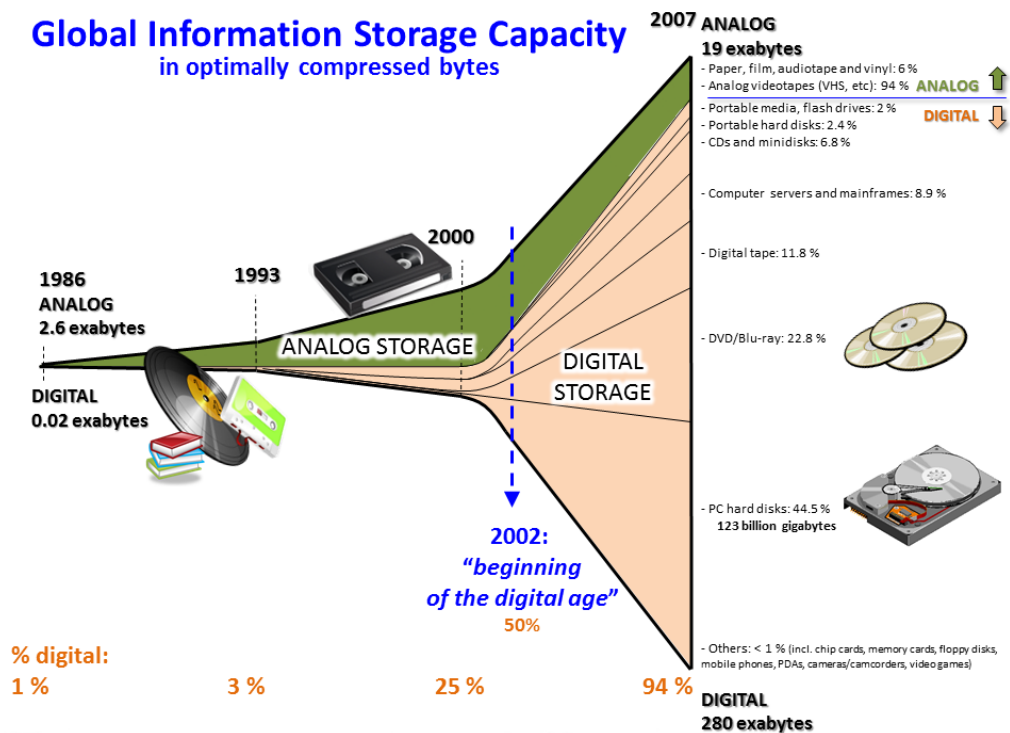 Global Information Storage Capacity
in optimally compressed bytes
2007
ANALOG
19 exabytes
- Paper, film, audiotape and vinyl: 6 %
- Analog videotapes (VHS, etc): 94 %
ANALOG
- Portable media, flash drives: 2 %
DIGITAL
- Portable hard disks: 2.4 %
- CDs and minidisks: 6.8 %
- Computer servers and mainframes: 8.9 %
- Digital tape: 11.8 %
- DVD/Blu-ray: 22.8 %
- PC hard disks: 44.5 %
123 billion gigabytes
- Others: < 1 % (incl. chip cards, memory cards, floppy disks,
mobile phones, PDAs, cameras/camcorders, video games)
DIGITAL
280 exabytes
1986
ANALOG
2.6 exabytes
DIGITAL
0.02 exabytes
1993
2000
ANALOG STORAGE
DIGITAL
STORAGE
2002:
“beginning
of the digital age”
50%
% digital:
1 %
3 %
25 %
94 %